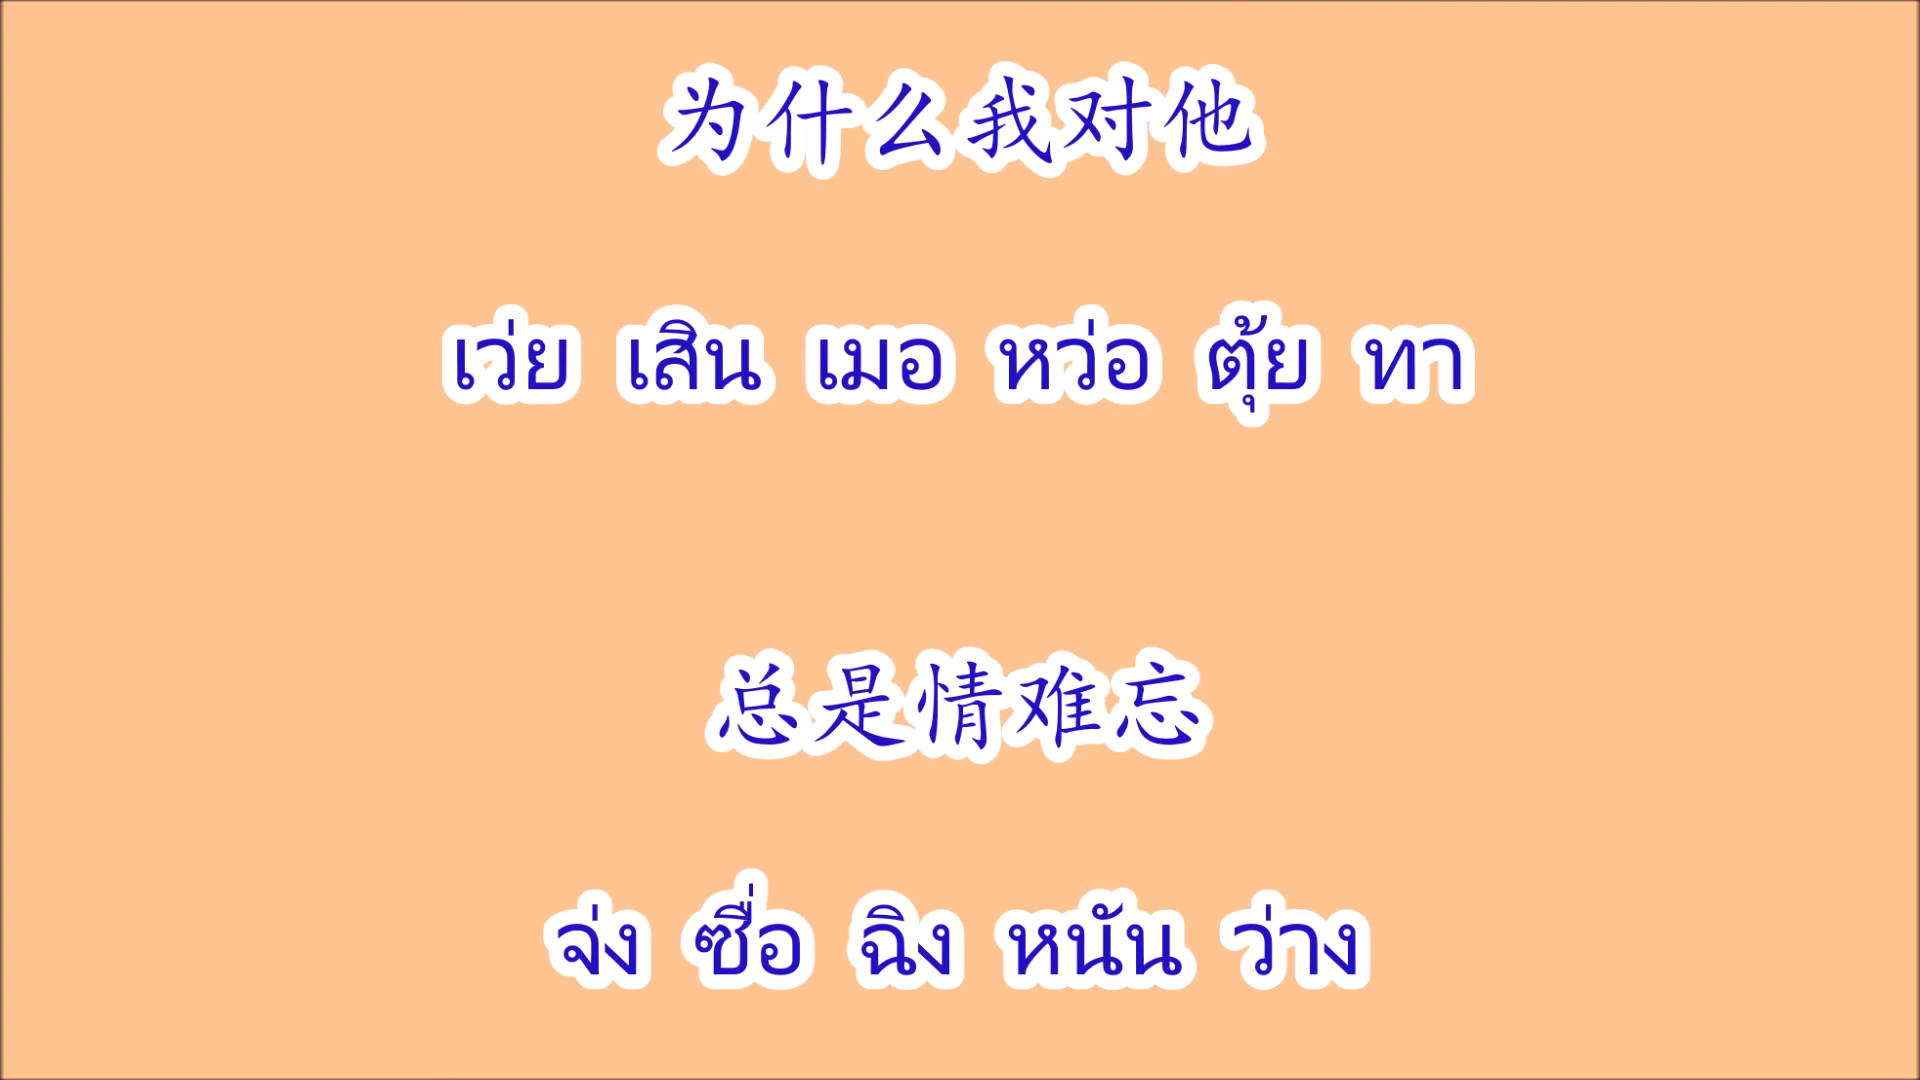 为什么我对他
เว่ย เสิน เมอ หว่อ ตุ้ย ทา
总是情难忘
จ่ง ซื่อ ฉิง หนัน ว่าง